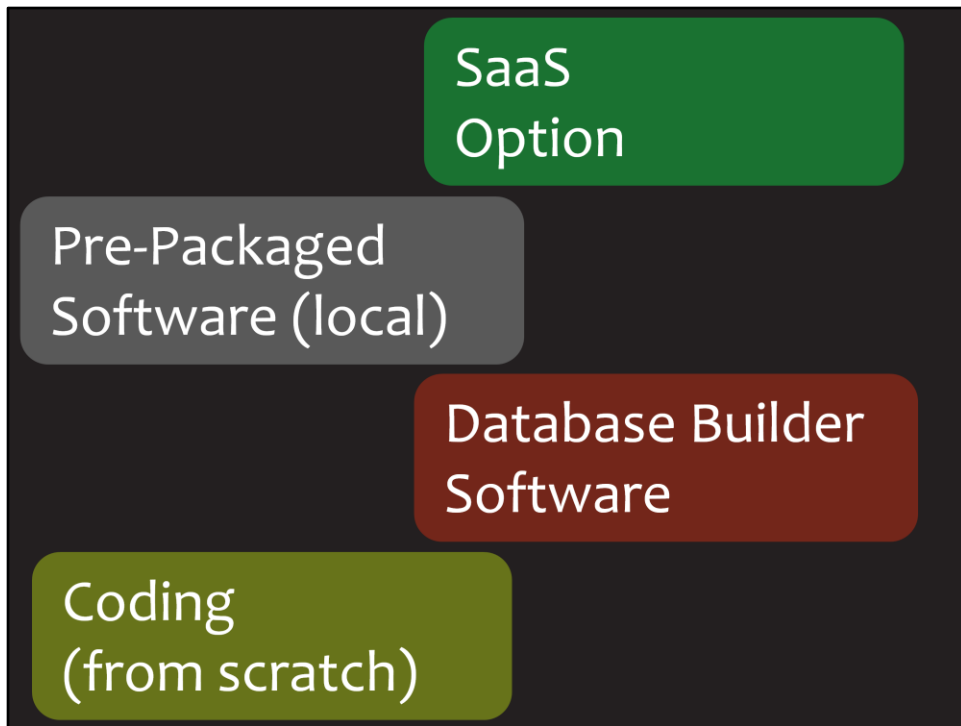 SaaS
Option
Pre-Packaged
Software (local)
Database Builder
Software
Coding
(from scratch)